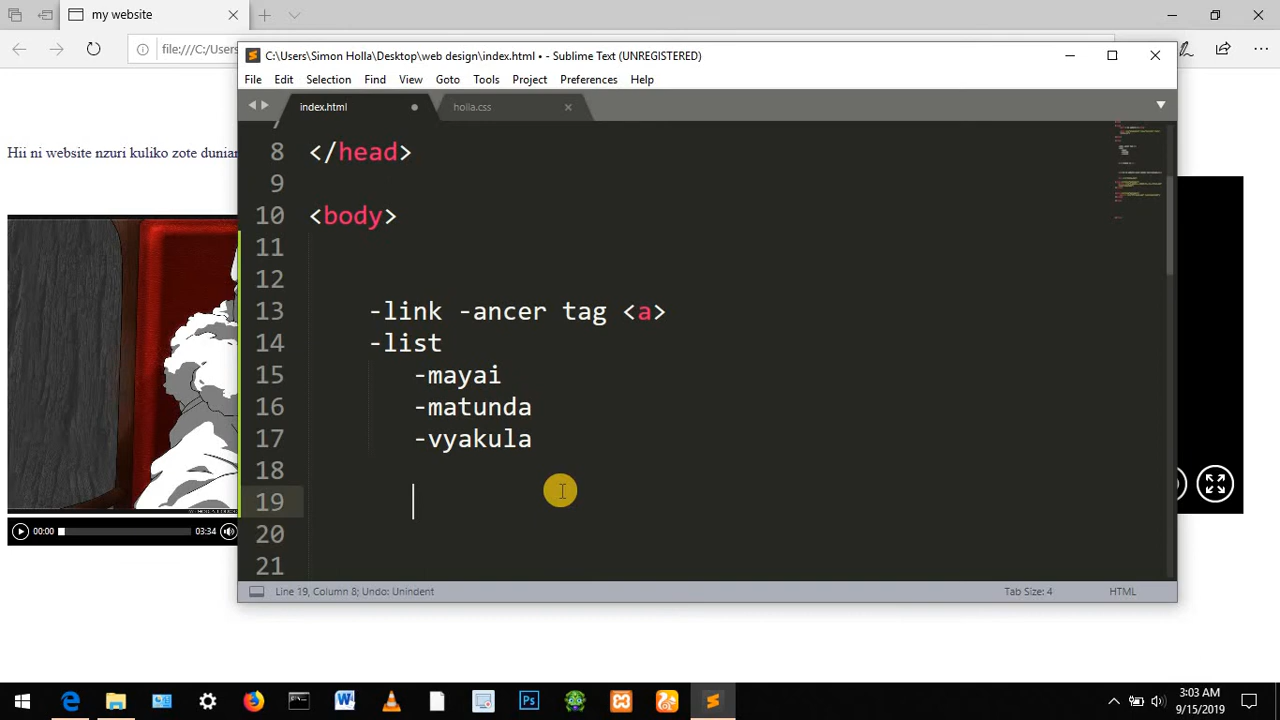 my website
file:///C:/Users
C:\Users\Simon Holla\Desktop\web design\index.html • - Sublime Text (UNREGISTERED)
File Edit Selection Find View Goto Tools Project Preferences Help
index.html holla.css
Hii ni website nzuri kuliko zote dunian
8 </head>
9
10 <body>
11
12
13 -link -ancer tag <a>
14 -list
15 -mayai
16 -matunda
17 -vyakula
18
19
20
21
00:00 03:34
Line 19, Column 8; Undo: Unindent Tab Size: 4 HTML
3:03 AM
9/15/2019